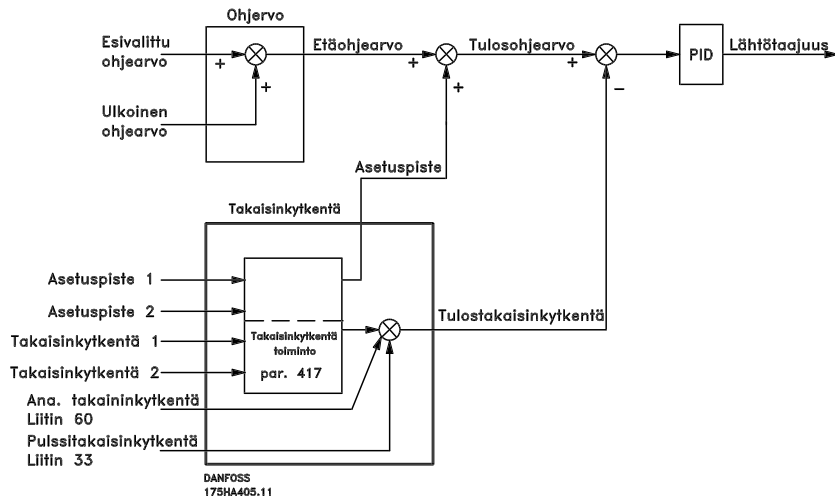 Ohjervo
Esivalittu
ohjearvo
+
+
Etäohjearvo
+
+
Tulosohjearvo
+
−
PID
Lähtötaajuus
Ulkoinen
ohjearvo
Asetuspiste
Takaisinkytkentä
Asetuspiste 1
Asetuspiste 2
Takaisinkytkentä 1
Takaisinkytkentä 2
Takaisinkytkentä
toiminto
par. 417
Tulostakaisinkytkentä
Ana. takaininkytkentä
Liitin 60
Pulssitakaisinkytkentä
Liitin 33
DANFOSS
175HA405.11